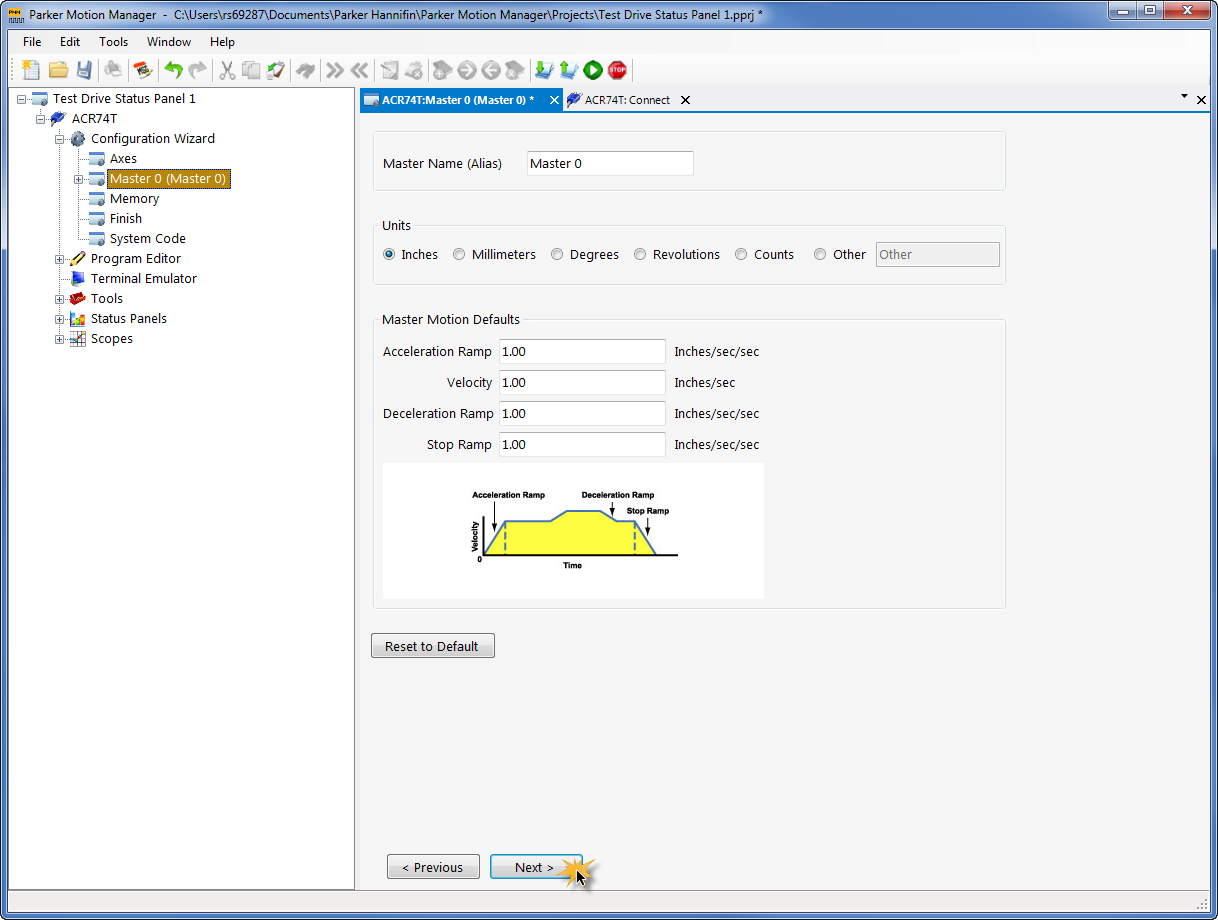 Parker Motion Manager - C:\Users\rs69287\Documents\Parker Hannifin\Parker Motion Manager\Projects\Test Drive Status Panel 1.pprj *
File Edit Tools Window Help
STOP
Test Drive Status Panel 1
ACR74T
Configuration Wizard
Axes
Master 0 (Master 0)
Memory
Finish
System Code
Program Editor
Terminal Emulator
Tools
Status Panels
Scopes
ACR74T:Master 0 (Master 0) *
ACR74T: Connect
Master Name (Alias) Master 0
Units
Inches Millimeters Degrees Revolutions Counts Other Other
Master Motion Defaults
Acceleration Ramp 1.00 Inches/sec/sec
Velocity 1.00 Inches/sec
Deceleration Ramp 1.00 Inches/sec/sec
Stop Ramp 1.00 Inches/sec/sec
Acceleration Ramp
Deceleration Ramp
Stop Ramp
Velocity
0
Time
Reset to Default
< Previous
Next >